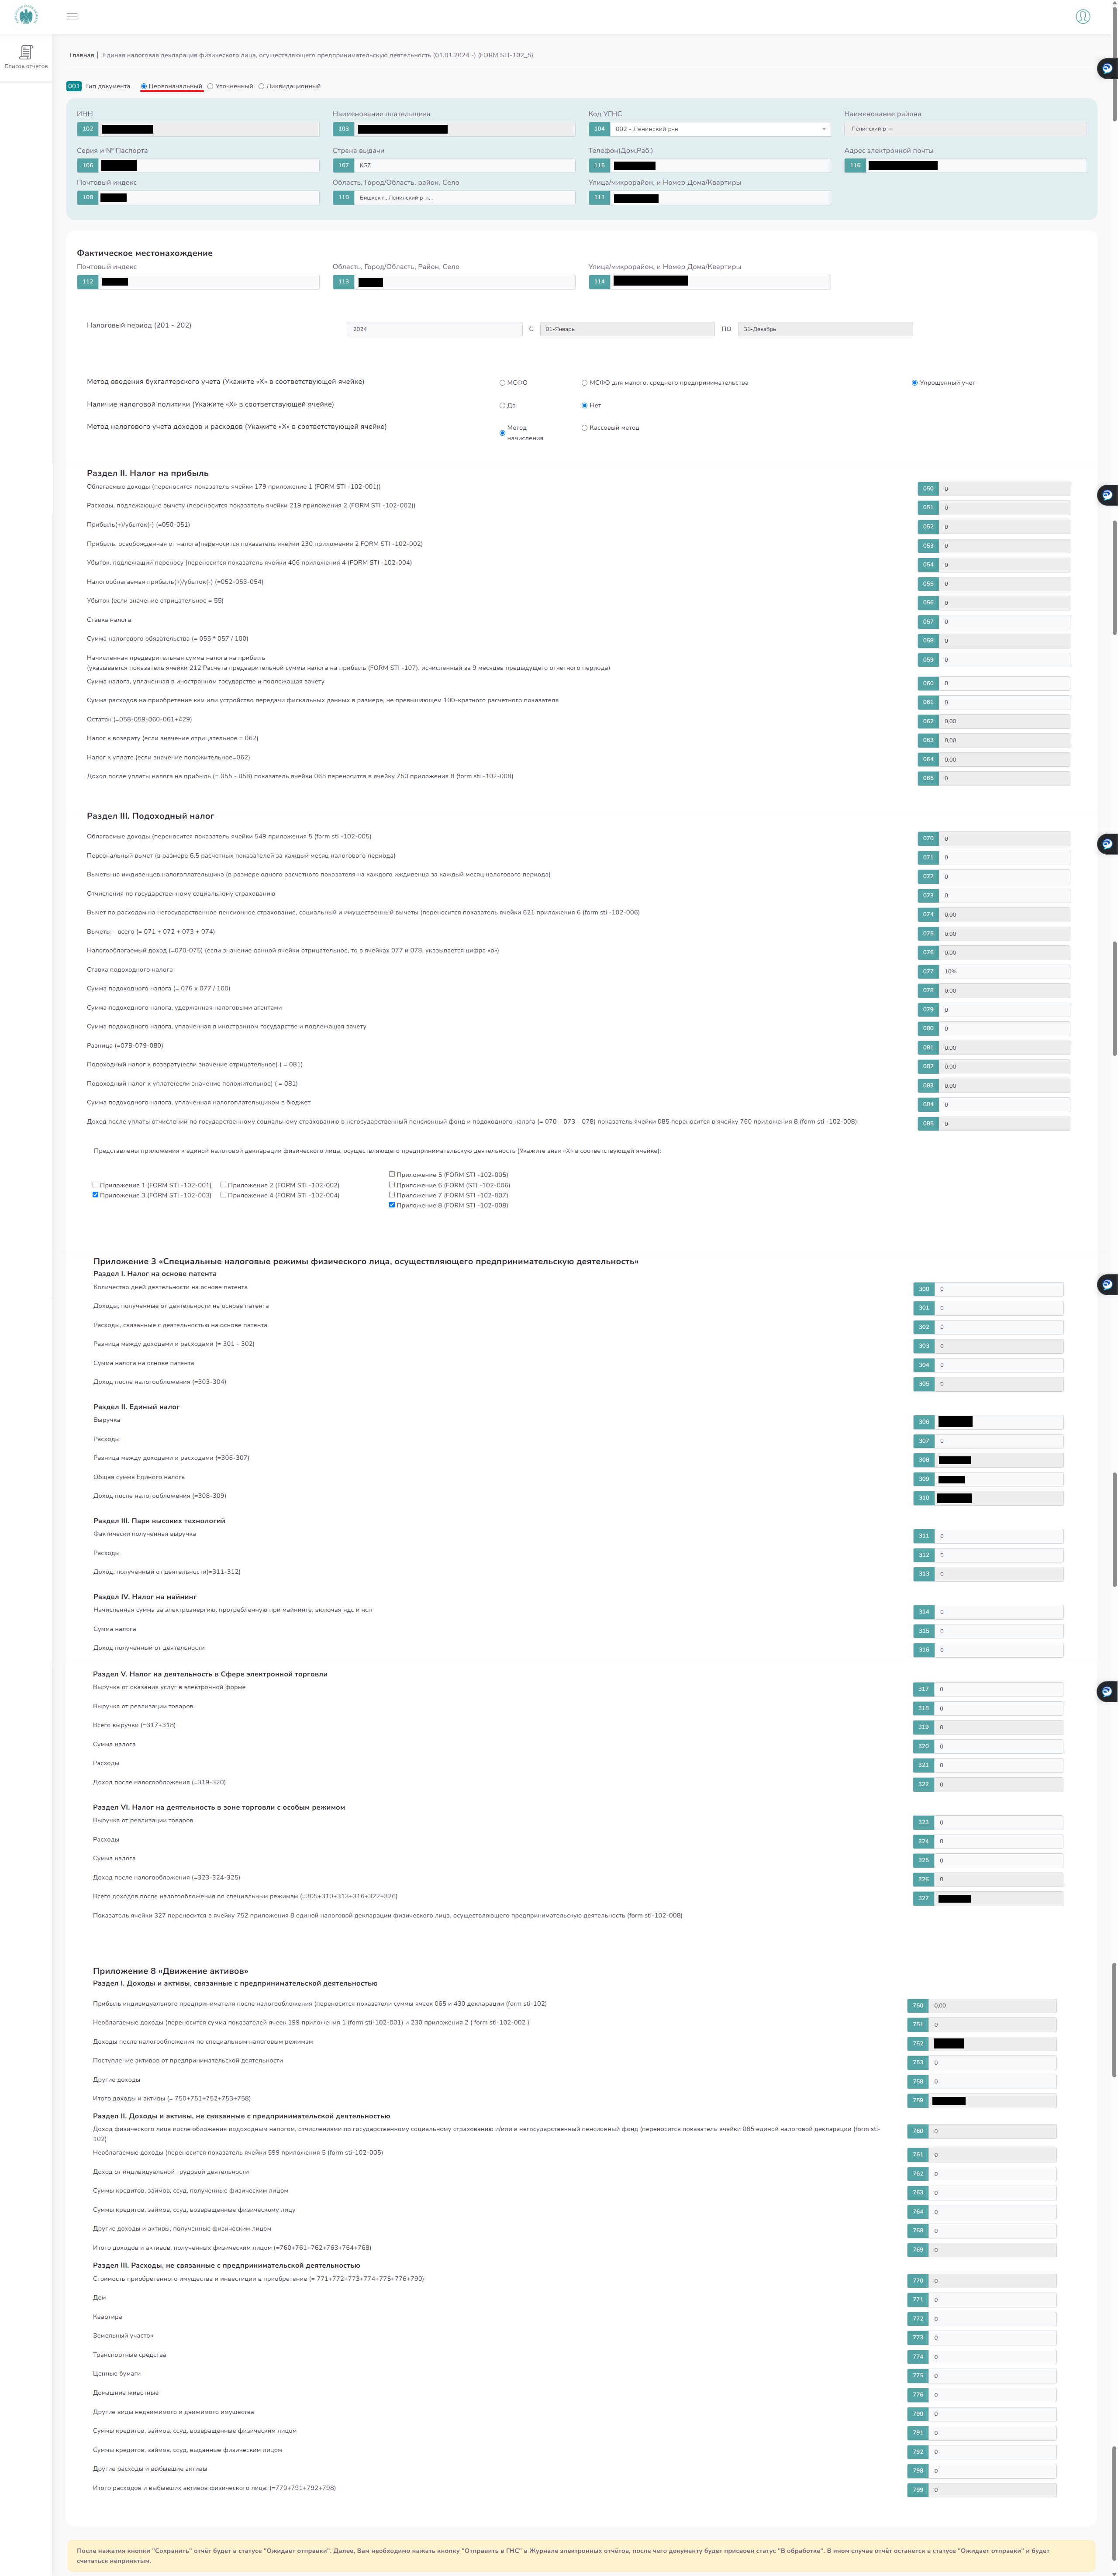 Список отчетов
Главная | Единая налоговая декларация физического лица, осуществляющего предпринимательскую деятельность (01.01.2024 -) (FORM STI-102_5)
001 Тип документа Первоначальный Уточненный Ликвидационный
ИНН Наименование плательщика Код УГНС Наименование района
102 103 104 002 - Ленинский р-н Ленинский р-н
Серия и № Паспорта Страна выдачи Телефон(Дом.Раб.) Адрес электронной почты
106 107 KGZ 115 116
Почтовый индекс Область, Город/Область. район, Село Улица/микрорайон, и Номер Дома/Квартиры
108 110 Бишкек г., Ленинский р-н, , 111
Фактическое местонахождение
Почтовый индекс Область, Город/Область, Район, Село Улица/микрорайон, и Номер Дома/Квартиры
112 113 114
Налоговый период (201 - 202) 2024 С 01-Январь ПО 31-Декабрь
Метод введения бухгалтерского учета (Укажите «X» в соответствующей ячейке) МСФО МСФО для малого, среднего предпринимательства Упрощенный учет
Наличие налоговой политики (Укажите «X» в соответствующей ячейке) Да Нет
Метод налогового учета доходов и расходов (Укажите «X» в соответствующей ячейке) Метод начисления Кассовый метод
Раздел II. Налог на прибыль
Облагаемые доходы (переносится показатель ячейки 179 приложение 1 (FORM STI -102-001)) 050 0
Расходы, подлежащие вычету (переносится показатель ячейки 219 приложения 2 (FORM STI -102-002)) 051 0
Прибыль(+)/убыток(-) (=050-051) 052 0
Прибыль, освобожденная от налога(переносится показатель ячейки 230 приложения 2 FORM STI -102-002) 053 0
Убыток, подлежащий переносу (переносится показатель ячейки 406 приложения 4 (FORM STI -102-004) 054 0
Налогооблагаемая прибыль(+)/убыток(-) (=052-053-054) 055 0
Убыток (если значение отрицательное = 55) 056 0
Ставка налога 057 0
Сумма налогового обязательства (= 055 * 057 / 100) 058 0
Начисленная предварительная сумма налога на прибыль
(указывается показатель ячейки 212 Расчета предварительной суммы налога на прибыль (FORM STI -107), исчисленный за 9 месяцев предыдущего отчетного периода) 059 0
Сумма налога, уплаченная в иностранном государстве и подлежащая зачету 060 0
Сумма расходов на приобретение ккм или устройство передачи фискальных данных в размере, не превышающем 100-кратного расчетного показателя 061 0
Остаток (=058-059-060-061+429) 062 0,00
Налог к возврату (если значение отрицательное = 062) 063 0,00
Налог к уплате (если значение положительное=062) 064 0,00
Доход после уплаты налога на прибыль (= 055 - 058) показатель ячейки 065 переносится в ячейку 750 приложения 8 (form sti -102-008) 065 0
Раздел III. Подоходный налог
Облагаемые доходы (переносится показатель ячейки 549 приложения 5 (form sti -102-005) 070 0
Персональный вычет (в размере 6,5 расчетных показателей за каждый месяц налогового периода) 071 0
Вычеты на иждивенцев налогоплательщика (в размере одного расчетного показателя на каждого иждивенца за каждый месяц налогового периода) 072 0
Отчисления по государственному социальному страхованию 073 0
Вычет по расходам на негосударственное пенсионное страхование, социальный и имущественный вычеты (переносится показатель ячейки 621 приложения 6 (form sti -102-006) 074 0,00
Вычеты – всего (= 071 + 072 + 073 + 074) 075 0,00
Налогооблагаемый доход (=070-075) (если значение данной ячейки отрицательное, то в ячейках 077 и 078, указывается цифра «о») 076 0,00
Ставка подоходного налога 077 10%
Сумма подоходного налога (= 076 x 077 / 100) 078 0,00
Сумма подоходного налога, удержанная налоговыми агентами 079 0
Сумма подоходного налога, уплаченная в иностранном государстве и подлежащая зачету 080 0
Разница (=078-079-080) 081 0,00
Подоходный налог к возврату(если значение отрицательное) ( = 081) 082 0,00
Подоходный налог к уплате(если значение положительное) ( = 081) 083 0,00
Сумма подоходного налога, уплаченная налогоплательщиком в бюджет 084 0
Доход после уплаты отчислений по государственному социальному страхованию в негосударственный пенсионный фонд и подоходного налога (= 070 – 073 - 078) показатель ячейки 085 переносится в ячейку 760 приложения 8 (form sti -102-008) 085 0
Представлены приложения к единой налоговой декларации физического лица, осуществляющего предпринимательскую деятельность (Укажите знак «X» в соответствующей ячейке):
Приложение 5 (FORM STI -102-005)
Приложение 1 (FORM STI -102-001) Приложение 2 (FORM STI -102-002) Приложение 6 (FORM (STI -102-006)
Приложение 3 (FORM STI -102-003) Приложение 4 (FORM STI -102-004) Приложение 7 (FORM STI -102-007)
Приложение 8 (FORM STI -102-008)
Приложение 3 «Специальные налоговые режимы физического лица, осуществляющего предпринимательскую деятельность»
Раздел I. Налог на основе патента
Количество дней деятельности на основе патента 300 0
Доходы, полученные от деятельности на основе патента 301 0
Расходы, связанные с деятельностью на основе патента 302 0
Разница между доходами и расходами (= 301 - 302) 303 0
Сумма налога на основе патента 304 0
Доход после налогообложения (=303-304) 305 0
Раздел II. Единый налог
Выручка 306
Расходы 307 0
Разница между доходами и расходами (=306-307) 308
Общая сумма Единого налога 309
Доход после налогообложения (=308-309) 310
Раздел III. Парк высоких технологий
Фактически полученная выручка 311 0
Расходы 312 0
Доход, полученный от деятельности(=311-312) 313 0
Раздел IV. Налог на майнинг
Начисленная сумма за электроэнергию, протребленную при майнинге, включая ндс и нсп 314 0
Сумма налога 315 0
Доход полученный от деятельности 316 0
Раздел V. Налог на деятельность в Сфере электронной торговли
Выручка от оказания услуг в электронной форме 317 0
Выручка от реализации товаров 318 0
Всего выручки (=317+318) 319 0
Сумма налога 320 0
Расходы 321 0
Доход после налогообложения (=319-320) 322 0
Раздел VI. Налог на деятельность в зоне торговли с особым режимом
Выручка от реализации товаров 323 0
Расходы 324 0
Сумма налога 325 0
Доход после налогообложения (=323-324-325) 326 0
Всего доходов после налогообложения по специальным режимам (=305+310+313+316+322+326) 327
Показатель ячейки 327 переносится в ячейку 752 приложения 8 единой налоговой декларации физического лица, осуществляющего предпринимательскую деятельность (form sti-102-008)
Приложение 8 «Движение активов»
Раздел I. Доходы и активы, связанные с предпринимательской деятельностью
Прибыль индивидуального предпринимателя после налогообложения (переносится показатели суммы ячеек 065 и 430 декларации (form sti-102) 750 0.00
Необлагаемые доходы (переносится сумма показателей ячеек 199 приложения 1 (form sti-102-001) и 230 приложения 2 ( form sti-102-002 ) 751 0
Доходы после налогообложения по специальным налоговым режимам 752
Поступление активов от предпринимательской деятельности 753 0
Другие доходы 758 0
Итого доходы и активы (= 750+751+752+753+758) 759
Раздел II. Доходы и активы, не связанные с предпринимательской деятельностью
Доход физического лица после обложения подоходным налогом, отчислениями по государственному социальному страхованию и/или в негосударственный пенсионный фонд (переносится показатель ячейки 085 единой налоговой декларации (form sti-102) 760 0
Необлагаемые доходы (переносится показатель ячейки 599 приложения 5 (form sti-102-005) 761 0
Доход от индивидуальной трудовой деятельности 762 0
Суммы кредитов, займов, ссуд, полученные физическим лицом 763 0
Суммы кредитов, займов, ссуд, возвращенные физическому лицу 764 0
Другие доходы и активы, полученные физическим лицом 768 0
Итого доходов и активов, полученных физическим лицом (=760+761+762+763+764+768) 769 0
Раздел III. Расходы, не связанные с предпринимательской деятельностью
Стоимость приобретенного имущества и инвестиции в приобретение (= 771+772+773+774+775+776+790) 770 0
Дом 771 0
Квартира 772 0
Земельный участок 773 0
Транспортные средства 774 0
Ценные бумаги 775 0
Домашние животные 776 0
Другие виды недвижимого и движимого имущества 790 0
Суммы кредитов, займов, ссуд, возвращенные физическим лицом 791 0
Суммы кредитов, займов, ссуд, выданные физическим лицом 792 0
Другие расходы и выбывшие активы 798 0
Итого расходов и выбывших активов физического лица: (=770+791+792+798) 799 0
После нажатия кнопки "Сохранить" отчёт будет в статусе "Ожидает отправки". Далее, Вам необходимо нажать кнопку "Отправить в ГНС" в Журнале электронных отчётов, после чего документу будет присвоен статус "В обработке". В ином случае отчёт останется в статусе "Ожидает отправки" и будет
считаться непринятым.